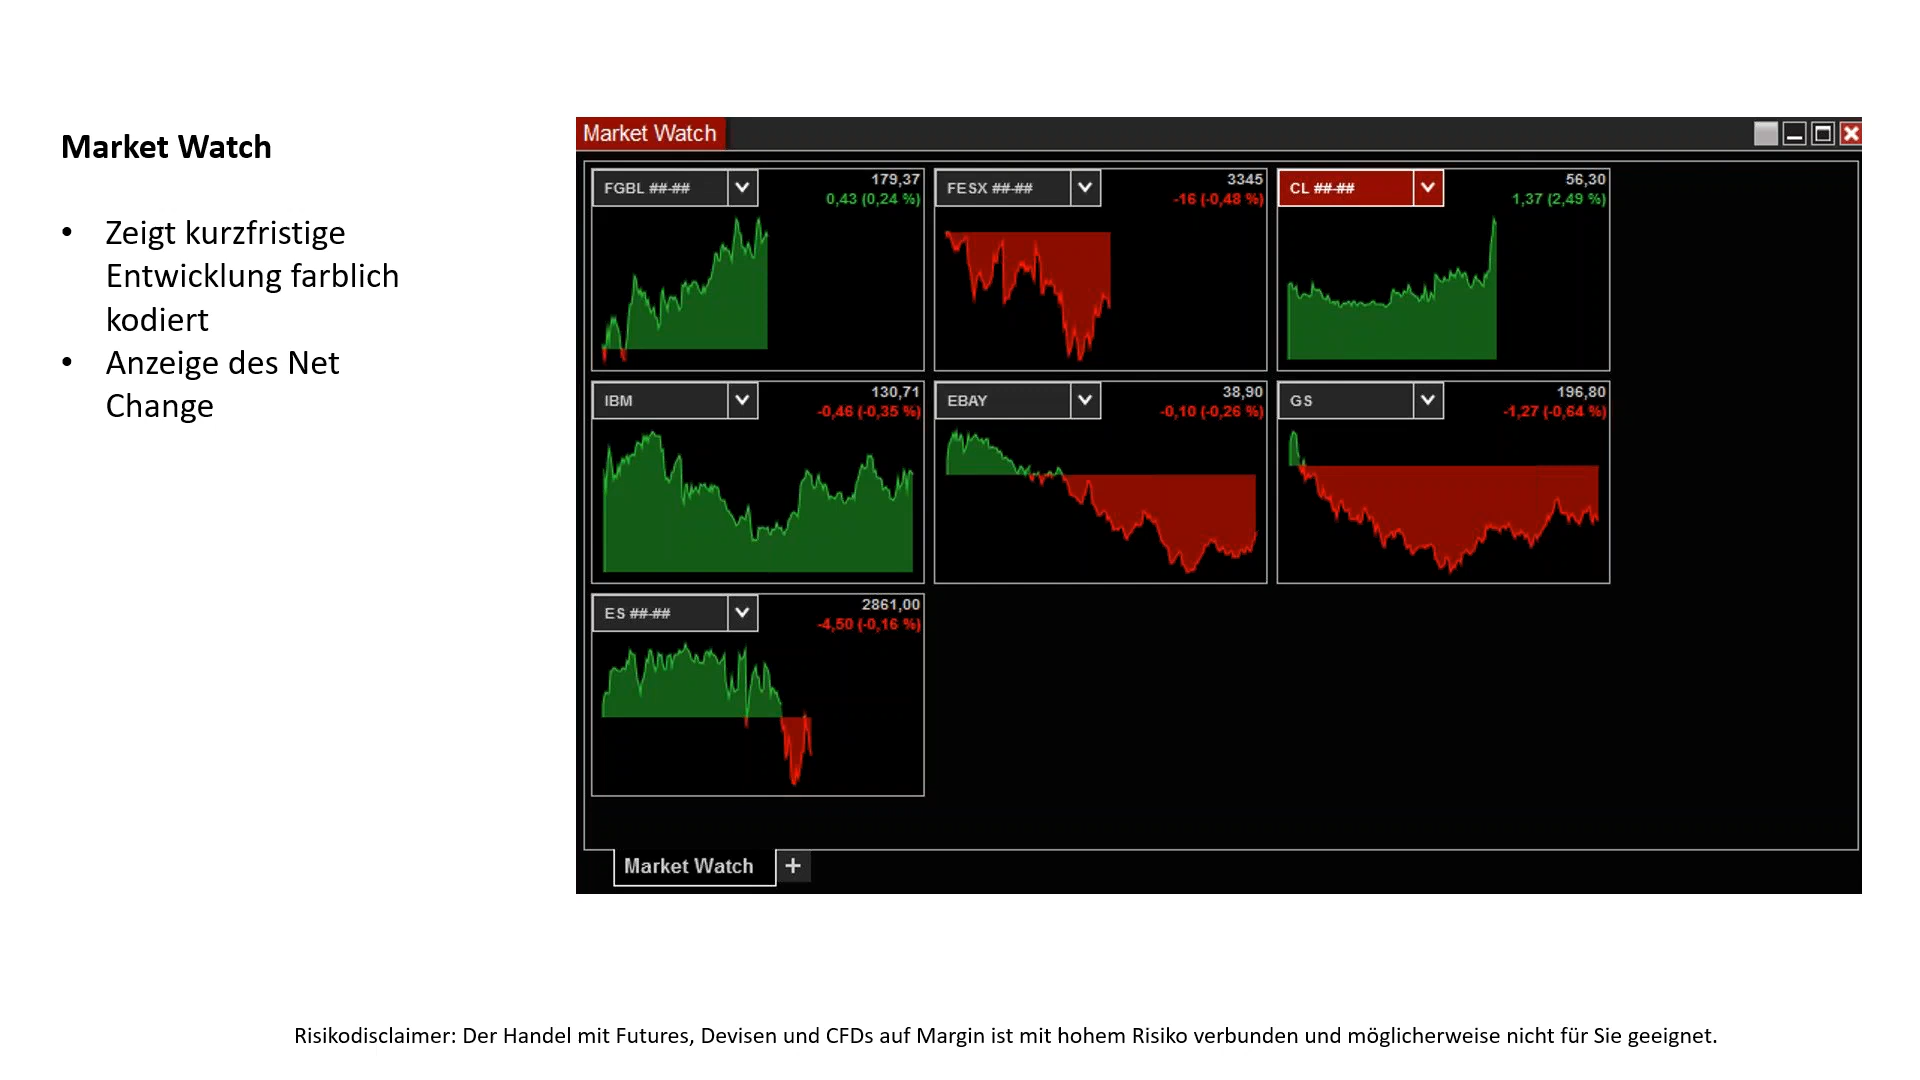 Market Watch
• Zeigt kurzfristige
Entwicklung farblich
kodiert
• Anzeige des Net
Change
Market Watch
FGBL ##-##
179,37
0,43 (0,24 %)
FESX ##-##
3345
-16 (-0,48 %)
CL ##-##
56,30
1,37 (2,49 %)
IBM
130,71
-0,46 (-0,35 %)
EBAY
38,90
-0,10 (-0,26 %)
GS
196,80
-1,27 (-0,64 %)
ES ##-##
2861,00
-4,50 (-0,16 %)
Market Watch +
Risikodisclaimer: Der Handel mit Futures, Devisen und CFDs auf Margin ist mit hohem Risiko verbunden und möglicherweise nicht für Sie geeignet.